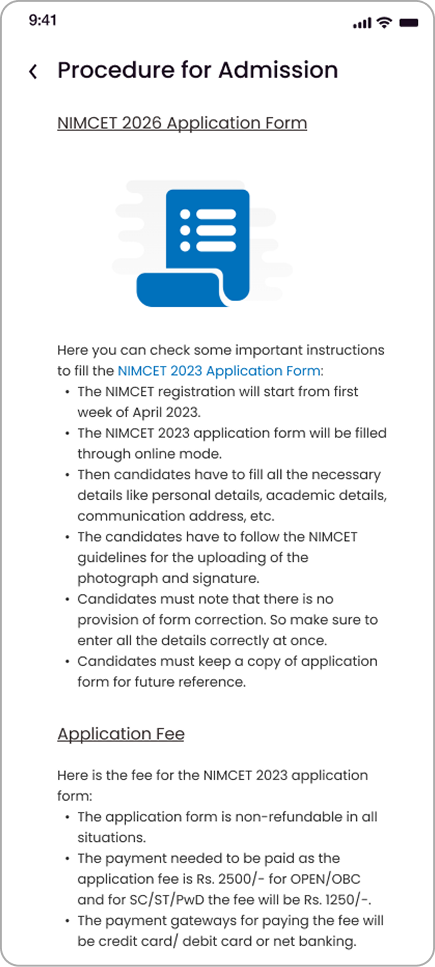 9:41
Procedure for Admission
NIMCET 2026 Application Form
Here you can check some important instructions
to fill the NIMCET 2023 Application Form:
• The NIMCET registration will start from first
week of April 2023.
• The NIMCET 2023 application form will be filled
through online mode.
• Then candidates have to fill all the necessary
details like personal details, academic details,
communication address, etc.
• The candidates have to follow the NIMCET
guidelines for the uploading of the
photograph and signature.
• Candidates must note that there is no
provision of form correction. So make sure to
enter all the details correctly at once.
• Candidates must keep a copy of application
form for future reference.
Application Fee
Here is the fee for the NIMCET 2023 application
form:
• The application form is non-refundable in all
situations.
• The payment needed to be paid as the
application fee is Rs. 2500/- for OPEN/OBC
and for SC/ST/PwD the fee will be Rs. 1250/-.
• The payment gateways for paying the fee will
be credit card/ debit card or net banking.